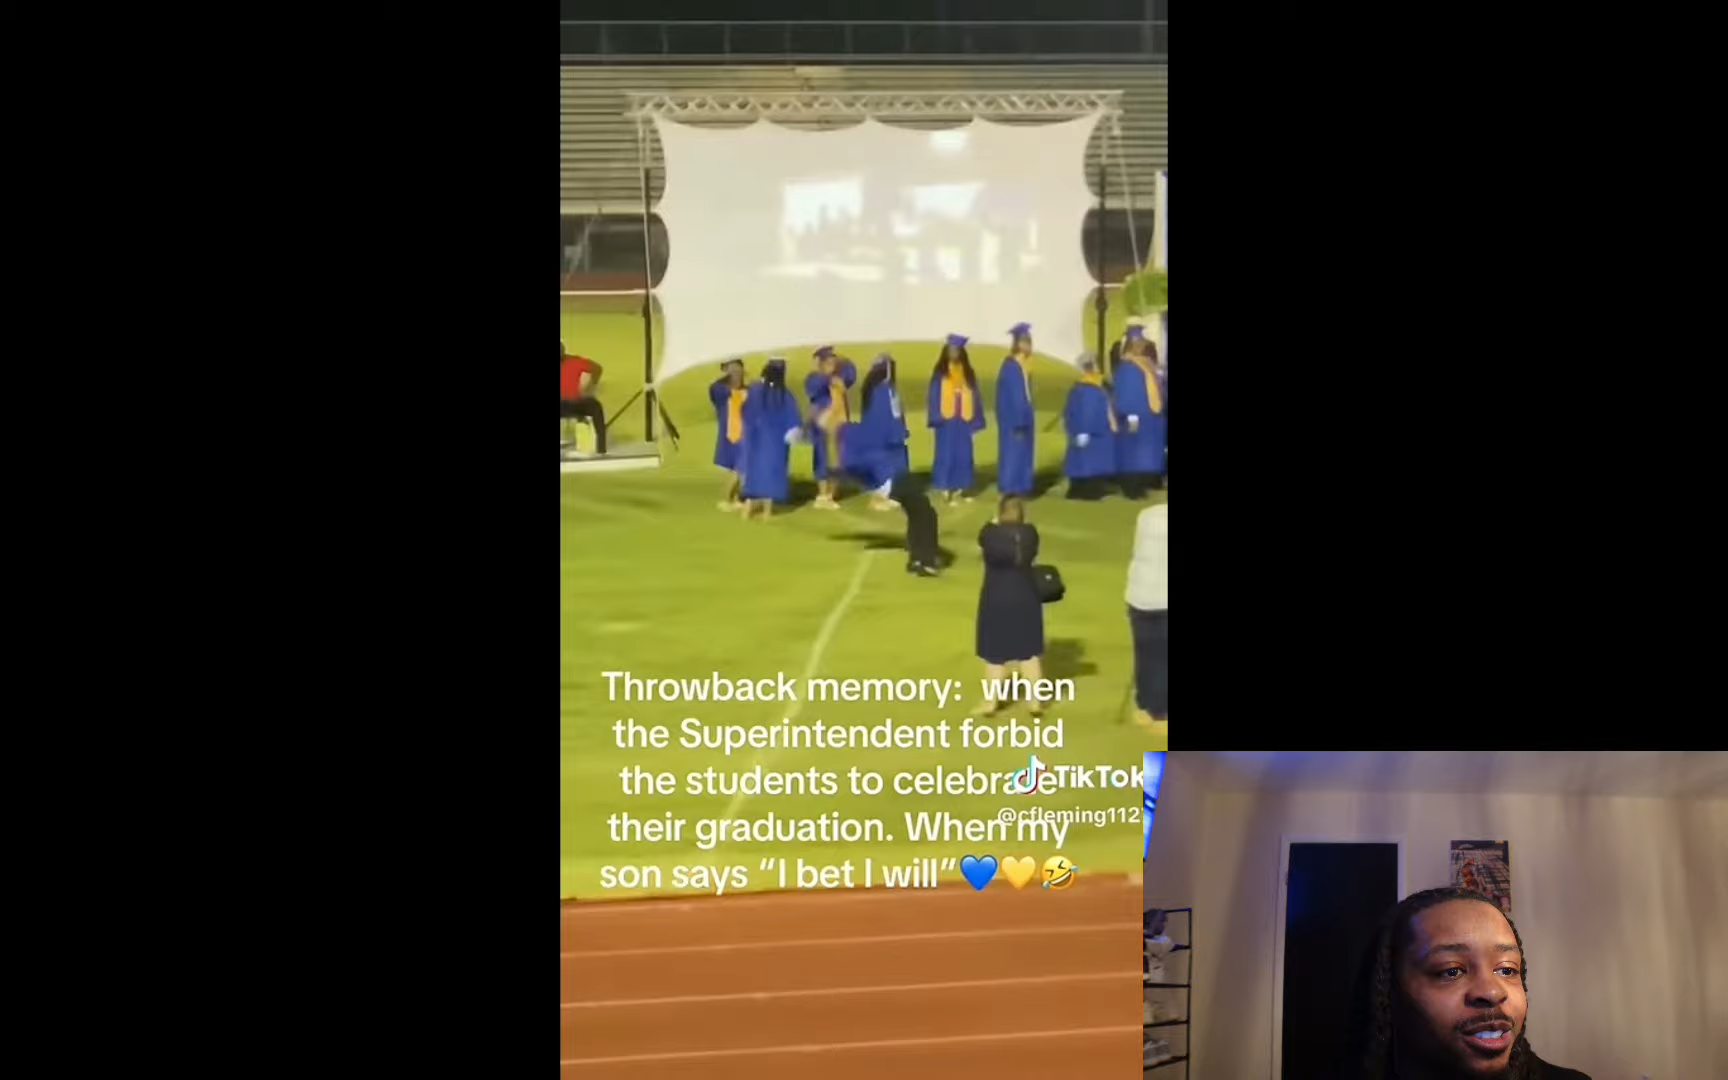 Throwback memory: when
the Superintendent forbid
the students to celebrate
their graduation. When my
son says “I bet I will”💙💛🤣
TikTok
@cfleming112